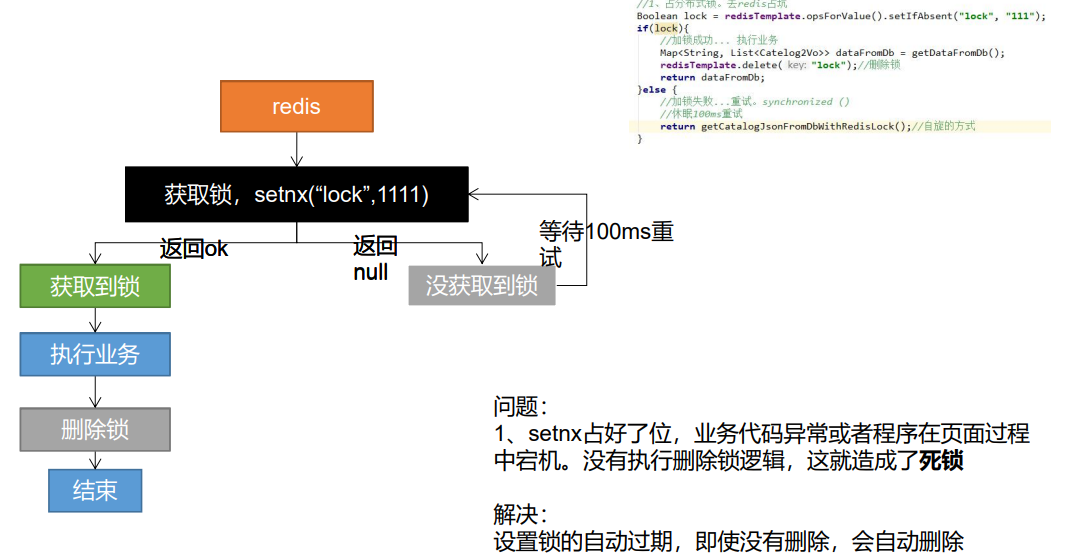 //1、占分布式锁。去redis占坑
Boolean lock = redisTemplate.opsForValue().setIfAbsent("lock", "111");
if(lock){
//加锁成功... 执行业务
Map<String, List<Catelog2Vo>> dataFromDb = getDataFromDb();
redisTemplate.delete( key: "lock");//删除锁
return dataFromDb;
}else {
//加锁失败...重试。synchronized ()
//休眠100ms重试
return getCatalogJsonFromDbWithRedisLock();//自旋的方式
}
redis
获取锁，setnx(“lock”,1111)
返回ok
返回
null
等待100ms重
试
获取到锁
没获取到锁
执行业务
删除锁
结束
问题：
1、setnx占好了位，业务代码异常或者程序在页面过程
中宕机。没有执行删除锁逻辑，这就造成了死锁
解决：
设置锁的自动过期，即使没有删除，会自动删除